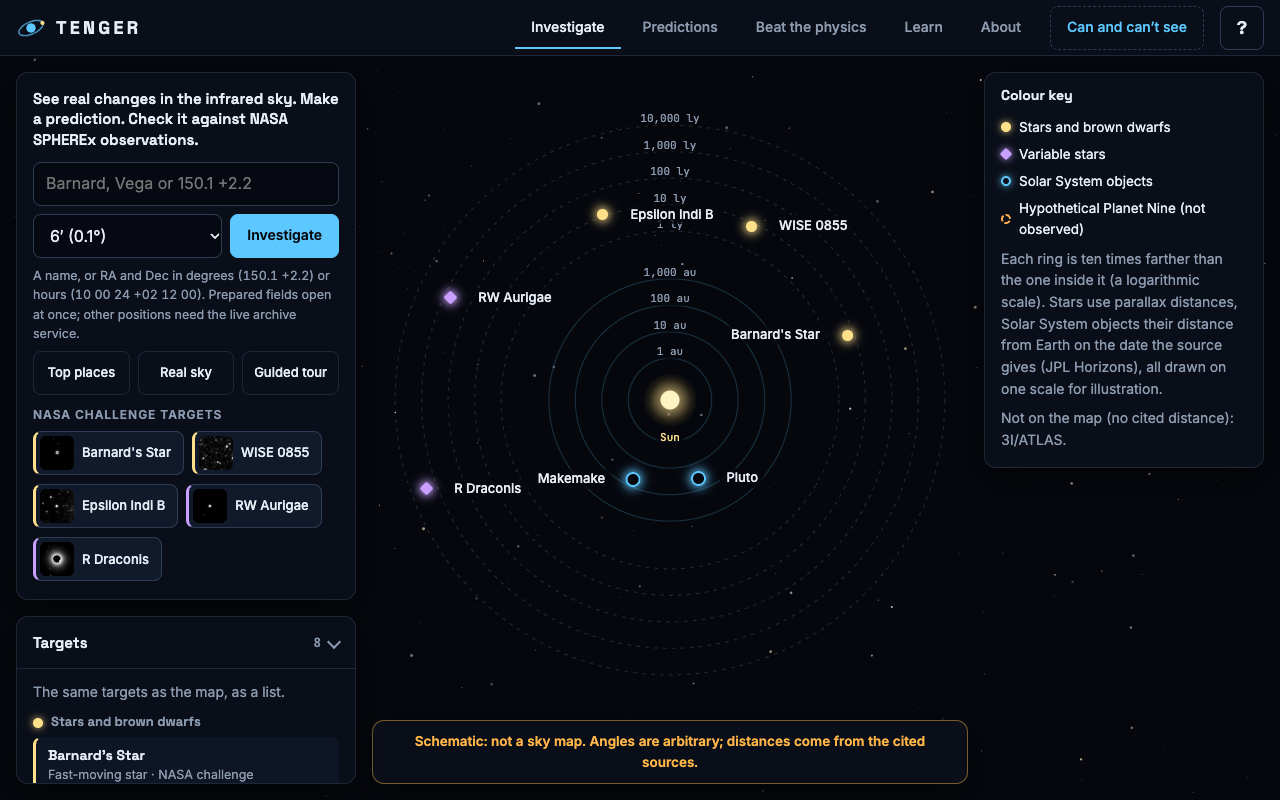 TENGER
Investigate
Predictions
Beat the physics
Learn
About
Can and can't see
?
See real changes in the infrared sky. Make
a prediction. Check it against NASA
SPHEREx observations.
Barnard, Vega or 150.1 +2.2
6′ (0.1°)
Investigate
A name, or RA and Dec in degrees (150.1 +2.2) or
hours (10 00 24 +02 12 00). Prepared fields open
at once; other positions need the live archive
service.
Top places
Real sky
Guided tour
NASA CHALLENGE TARGETS
Barnard's Star
WISE 0855
Epsilon Indi B
RW Aurigae
R Draconis
Targets
8
The same targets as the map, as a list.
Stars and brown dwarfs
Barnard's Star
Fast-moving star · NASA challenge
10,000 ly
1,000 ly
100 ly
10 ly
Epsilon Indi B
WISE 0855
1 ly
1,000 au
RW Aurigae
100 au
10 au
Barnard's Star
1 au
Sun
Makemake
Pluto
R Draconis
Schematic: not a sky map. Angles are arbitrary; distances come from the cited
sources.
Colour key
Stars and brown dwarfs
Variable stars
Solar System objects
Hypothetical Planet Nine (not
observed)
Each ring is ten times farther than
the one inside it (a logarithmic
scale). Stars use parallax distances,
Solar System objects their distance
from Earth on the date the source
gives (JPL Horizons), all drawn on
one scale for illustration.
Not on the map (no cited distance):
3I/ATLAS.